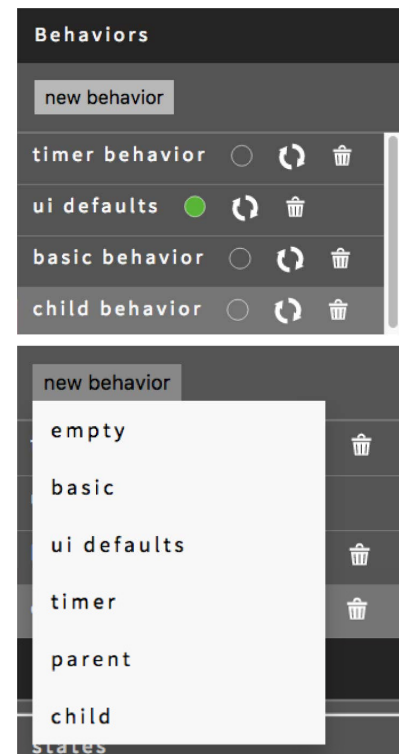 Behaviors
new behavior
timer behavior
ui defaults
basic behavior
child behavior
new behavior
empty
basic
ui defaults
timer
parent
child
states